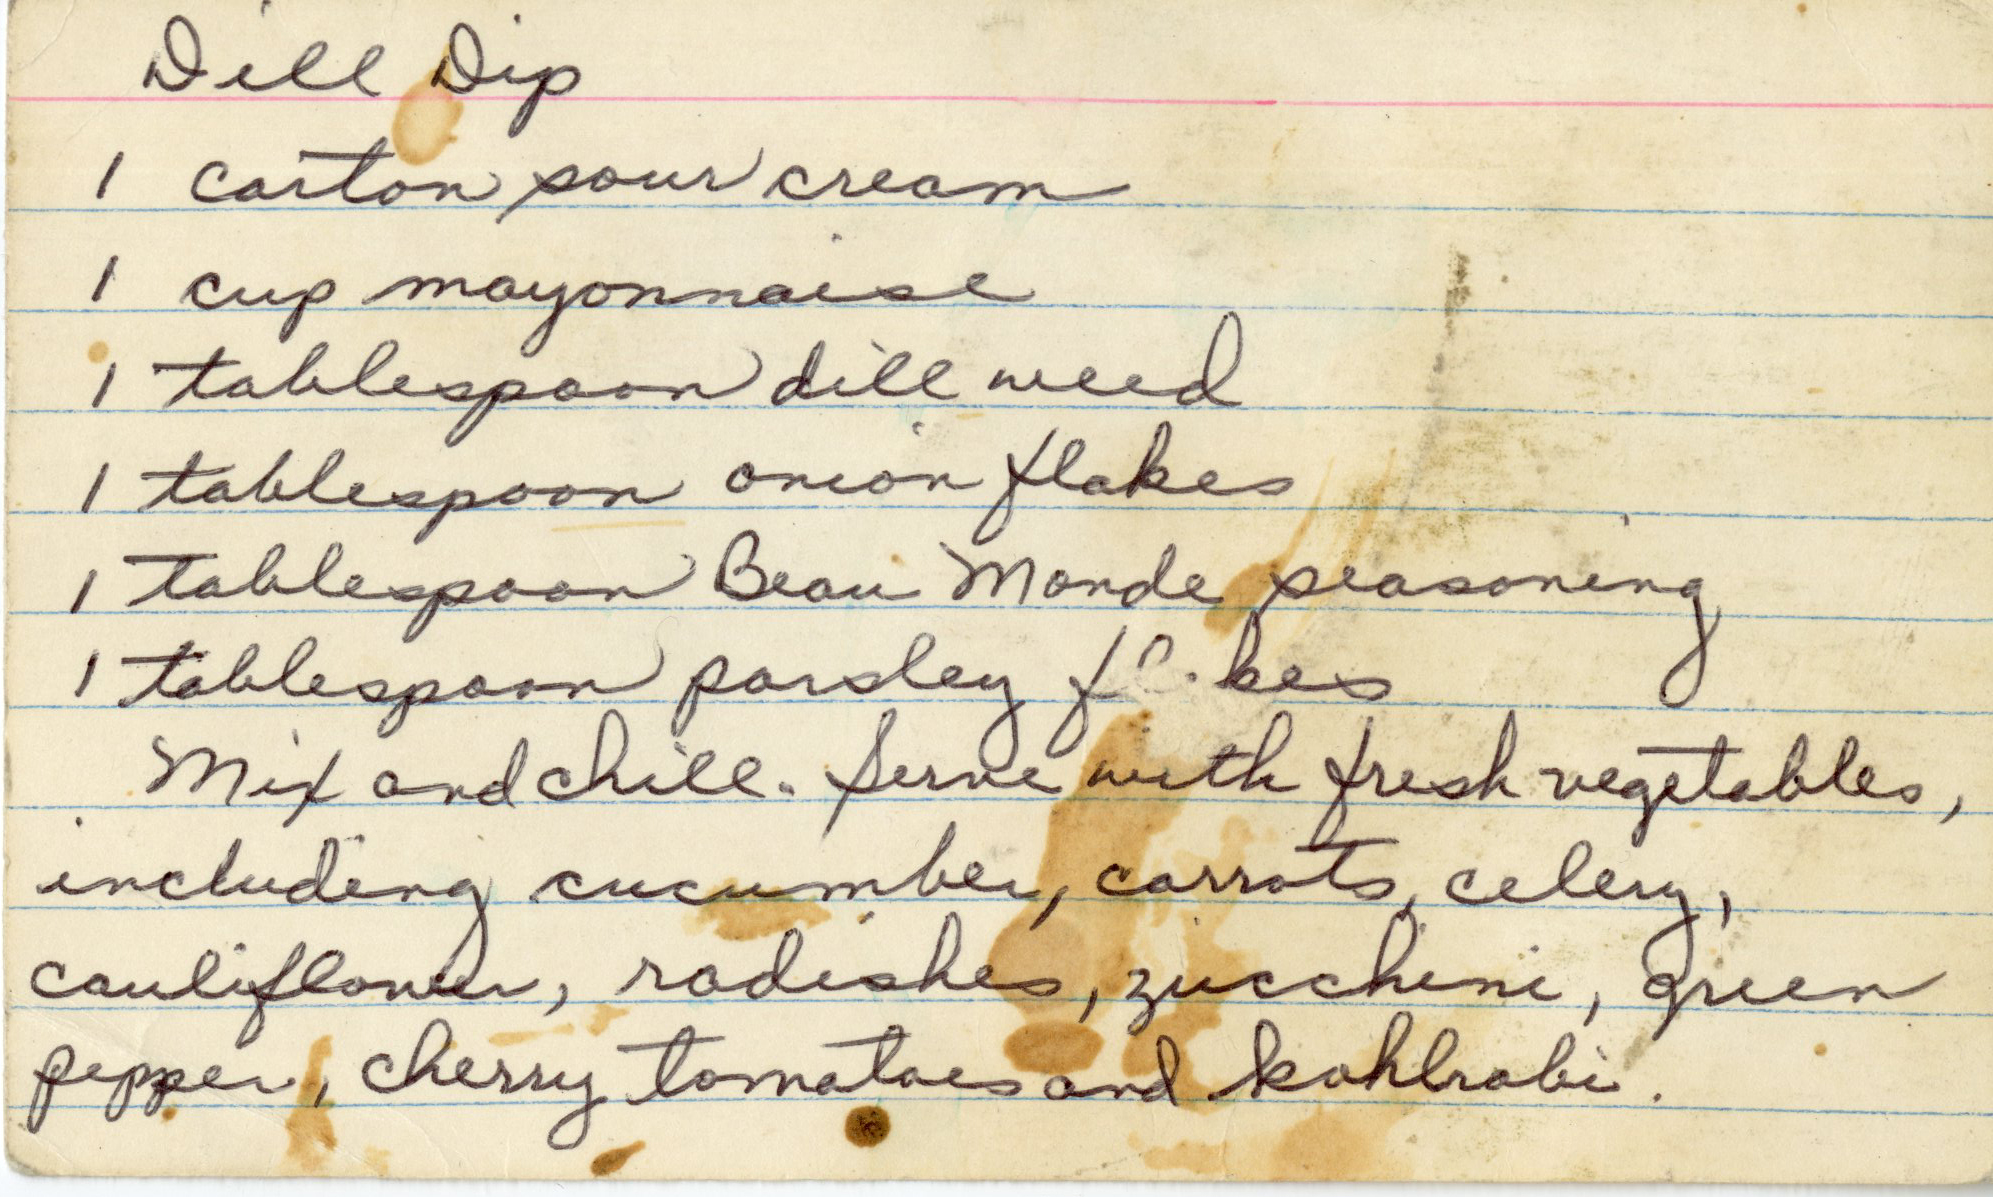 Dill Dip
1 carton sour cream
1 cup mayonnaise
1 tablespoon dill weed
1 tablespoon onion flakes
1 tablespoon Beau Monde seasoning
1 tablespoon parsley flakes
Mix and chill. Serve with fresh vegetables,
including cucumber, carrots, celery,
cauliflower, radishes, zucchini, green
pepper, cherry tomatoes and kohlrabi.